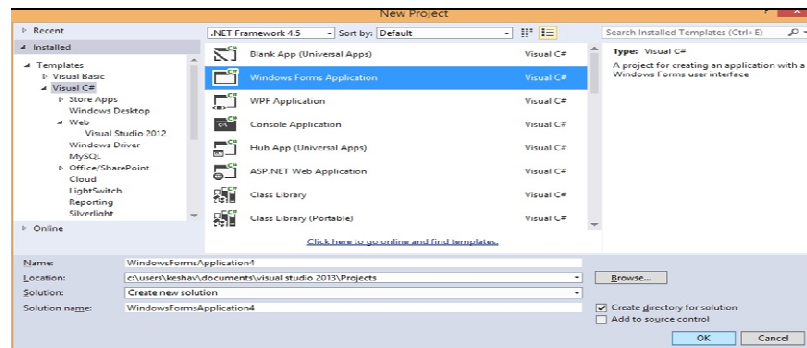 New Project
Recent
Installed
Templates
Visual Basic
Visual C#
Store Apps
Windows Desktop
Web
Visual Studio 2012
Windows Driver
MySQL
Office/SharePoint
Cloud
LightSwitch
Reporting
Silverlight
Online
.NET Framework 4.5
Sort by: Default
Blank App (Universal Apps) Visual C#
Windows Forms Application Visual C#
WPF Application Visual C#
Console Application Visual C#
Hub App (Universal Apps) Visual C#
ASP.NET Web Application Visual C#
Class Library Visual C#
Class Library (Portable) Visual C#
Click here to go online and find templates.
Search Installed Templates (Ctrl+E)
Type: Visual C#
A project for creating an application with a
Windows Forms user interface
Name: WindowsFormsApplication4
Location: c:\users\keshav\documents\visual studio 2013\Projects
Browse...
Solution: Create new solution
Solution name: WindowsFormsApplication4
Create directory for solution
Add to source control
OK Cancel